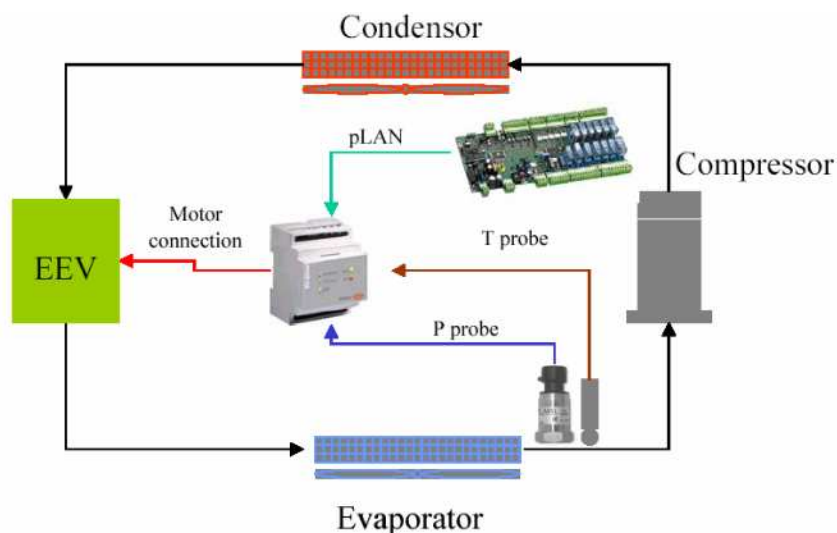 Condensor
pLAN
Compressor
Motor
connection
T probe
EEV
P probe
Evaporator